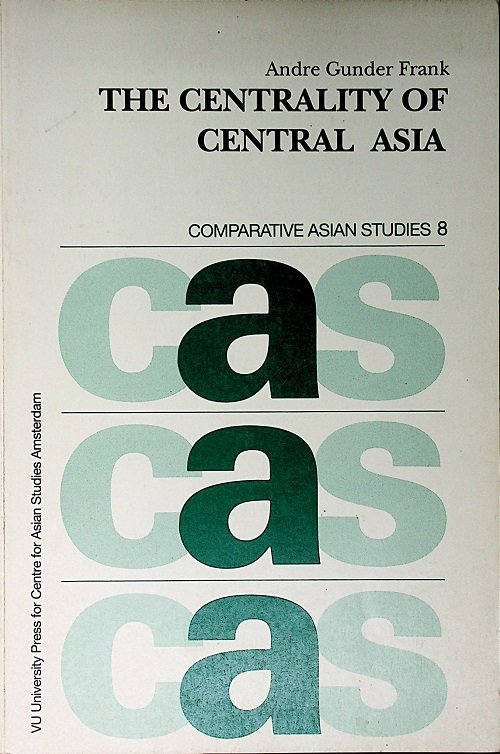 Andre Gunder Frank
THE CENTRALITY OF
CENTRAL ASIA
COMPARATIVE ASIAN STUDIES 8
cas
cas
cas
VU University Press for Centre for Asian Studies Amsterdam